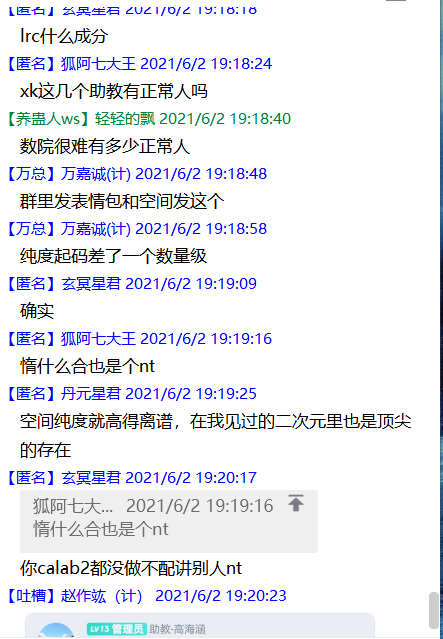 【匿名】玄冥星君 2021/6/2 19:18:18
lrc什么成分
【匿名】狐阿七大王 2021/6/2 19:18:24
xk这几个助教有正常人吗
【养蛊人ws】轻轻的飘 2021/6/2 19:18:40
数院很难有多少正常人
【万总】万嘉诚(计) 2021/6/2 19:18:48
群里发表情包和空间发这个
【万总】万嘉诚(计) 2021/6/2 19:18:58
纯度起码差了一个数量级
【匿名】玄冥星君 2021/6/2 19:19:09
确实
【匿名】狐阿七大王 2021/6/2 19:19:16
惰什么合也是个nt
【匿名】丹元星君 2021/6/2 19:19:25
空间纯度就高得离谱，在我见过的二次元里也是顶尖
的存在
【匿名】玄冥星君 2021/6/2 19:20:17
狐阿七大... 2021/6/2 19:19:16
惰什么合也是个nt
你calab2都没做不配讲别人nt
【吐槽】赵作竑（计） 2021/6/2 19:20:23
LV13 管理员 助教-高海涵